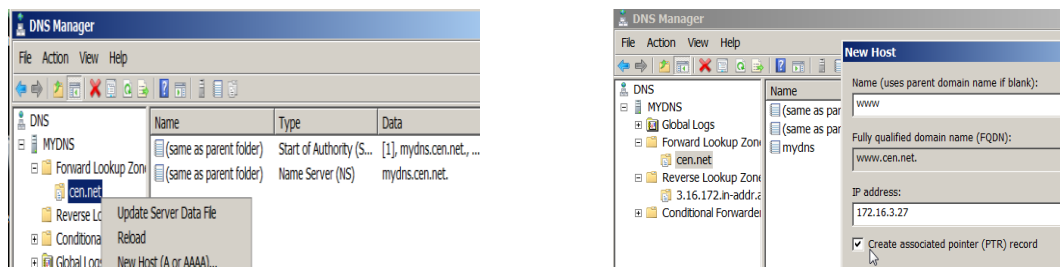 DNS Manager
File Action View Help
DNS
MYDNS
Forward Lookup Zon
cen.net
Reverse Lo
Conditiona
Global Logs
Name Type Data
(same as parent folder) Start of Authority (S... [1], mydns.cen.net., ...
(same as parent folder) Name Server (NS) mydns.cen.net.
Update Server Data File
Reload
New Host (A or AAAA)...
DNS Manager
File Action View Help
DNS
MYDNS
Global Logs
Forward Lookup Zone
cen.net
Reverse Lookup Zone
3.16.172.in-addr.a
Conditional Forwarder
Name
(same as par
(same as par
mydns
New Host
Name (uses parent domain name if blank):
www
Fully qualified domain name (FQDN):
www.cen.net.
IP address:
172.16.3.27
Create associated pointer (PTR) record